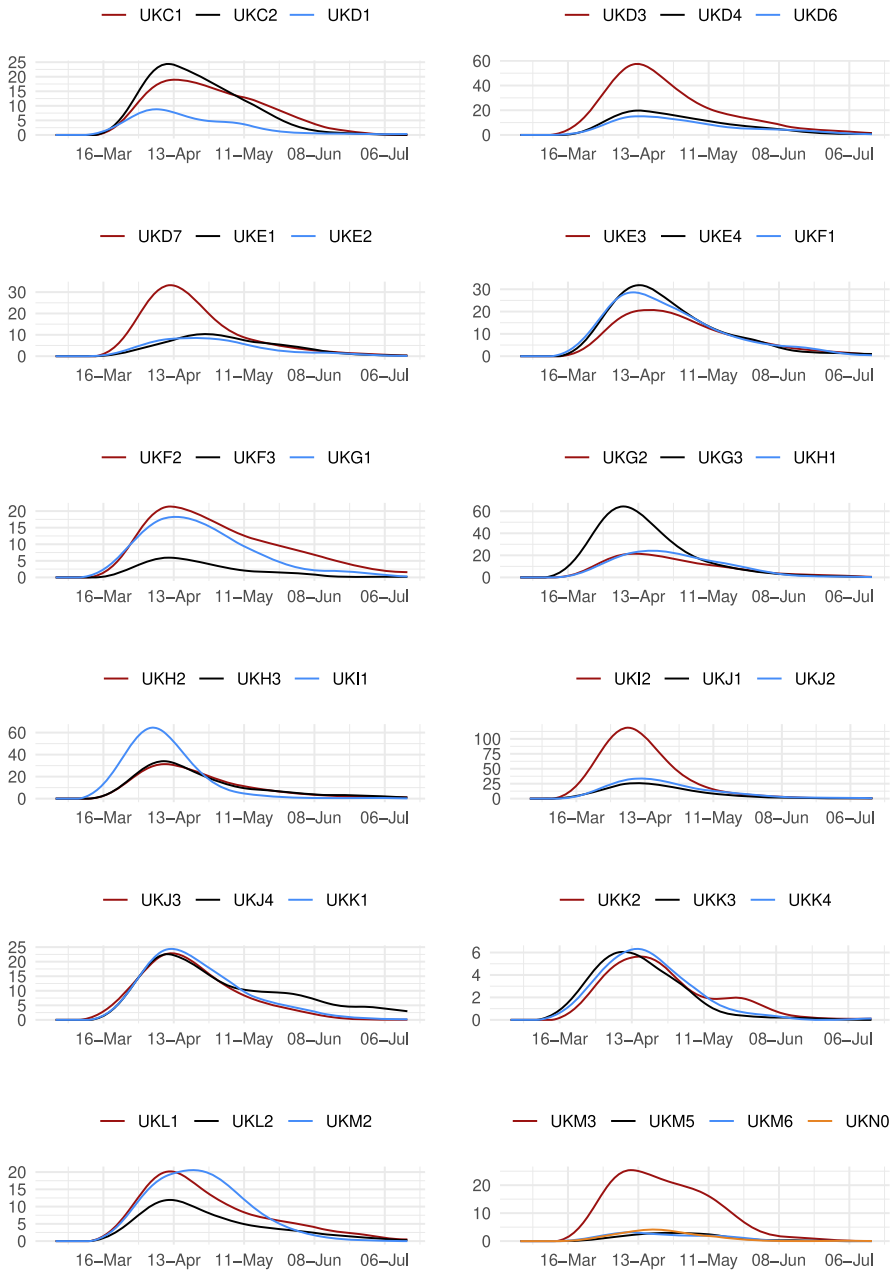 UKC1 UKC2 UKD1
25
20
15
10
5
0
16−Mar 13−Apr 11−May 08−Jun 06−Jul
UKD3 UKD4 UKD6
60
40
20
0
16−Mar 13−Apr 11−May 08−Jun 06−Jul
UKD7 UKE1 UKE2
30
20
10
0
16−Mar 13−Apr 11−May 08−Jun 06−Jul
UKE3 UKE4 UKF1
30
20
10
0
16−Mar 13−Apr 11−May 08−Jun 06−Jul
UKF2 UKF3 UKG1
20
15
10
5
0
16−Mar 13−Apr 11−May 08−Jun 06−Jul
UKG2 UKG3 UKH1
60
40
20
0
16−Mar 13−Apr 11−May 08−Jun 06−Jul
UKH2 UKH3 UKI1
60
40
20
0
16−Mar 13−Apr 11−May 08−Jun 06−Jul
UKI2 UKJ1 UKJ2
100
75
50
25
0
16−Mar 13−Apr 11−May 08−Jun 06−Jul
UKJ3 UKJ4 UKK1
25
20
15
10
5
0
16−Mar 13−Apr 11−May 08−Jun 06−Jul
UKK2 UKK3 UKK4
6
4
2
0
16−Mar 13−Apr 11−May 08−Jun 06−Jul
UKL1 UKL2 UKM2
20
15
10
5
0
16−Mar 13−Apr 11−May 08−Jun 06−Jul
UKM3 UKM5 UKM6 UKN0
20
10
0
16−Mar 13−Apr 11−May 08−Jun 06−Jul